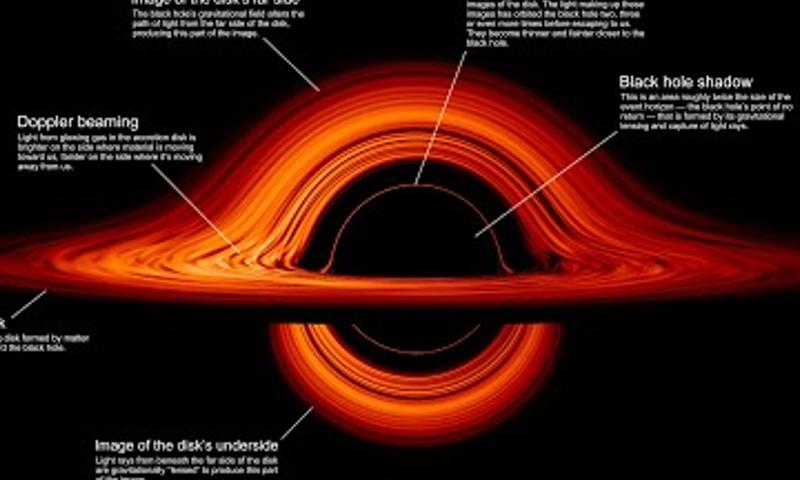 Image of the disk's far side
The black hole's gravitational field alters the
path of light from the far side of the disk,
producing this part of the image.
images of the disk. The light making up those
images has orbited the black hole two, three
or even more times before escaping to us.
They become thinner and fainter closer to the
black hole.
Black hole shadow
This is an area roughly twice the size of the
event horizon — the black hole's point of no
return — that is formed by its gravitational
lensing and capture of light rays.
Doppler beaming
Light from glowing gas in the accretion disk is
brighter on the side where material is moving
toward us, fainter on the side where it's moving
away from us.
k
disk formed by matter
d the black hole.
Image of the disk's underside
Light rays from beneath the far side of the disk
are gravitationally "lensed" to produce this part
of the image.